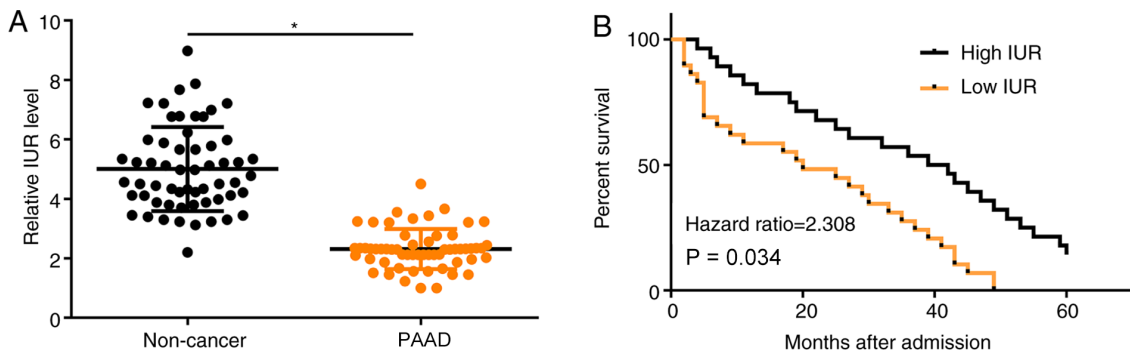 A
Relative IUR level
10
8
6
4
2
0
*
Non-cancer
PAAD
B
Percent survival
100
50
0
High IUR
Low IUR
Hazard ratio=2.308
P = 0.034
0 20 40 60
Months after admission